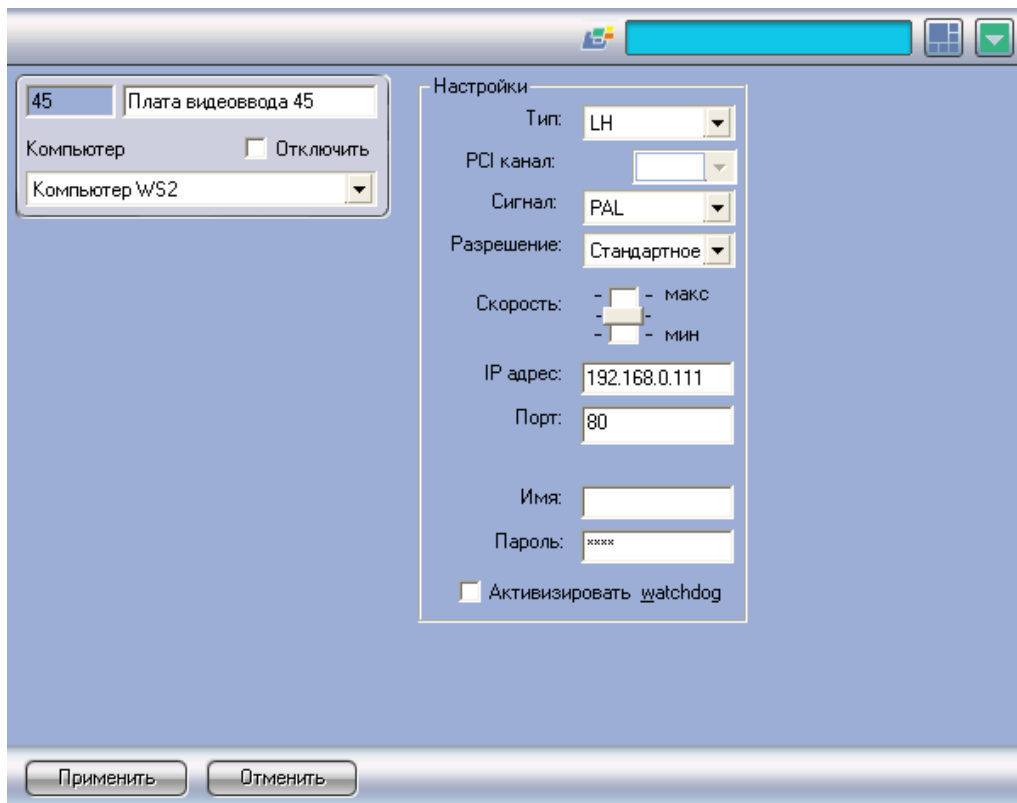 45 Плата видеоввода 45
Компьютер Отключить
Компьютер WS2
Настройки
Тип: LH
PCI канал:
Сигнал: PAL
Разрешение: Стандартное
Скорость: - - макс
- -
- - мин
IP адрес: 192.168.0.111
Порт: 80
Имя:
Пароль: ××××
Активизировать watchdog
Применить Отменить